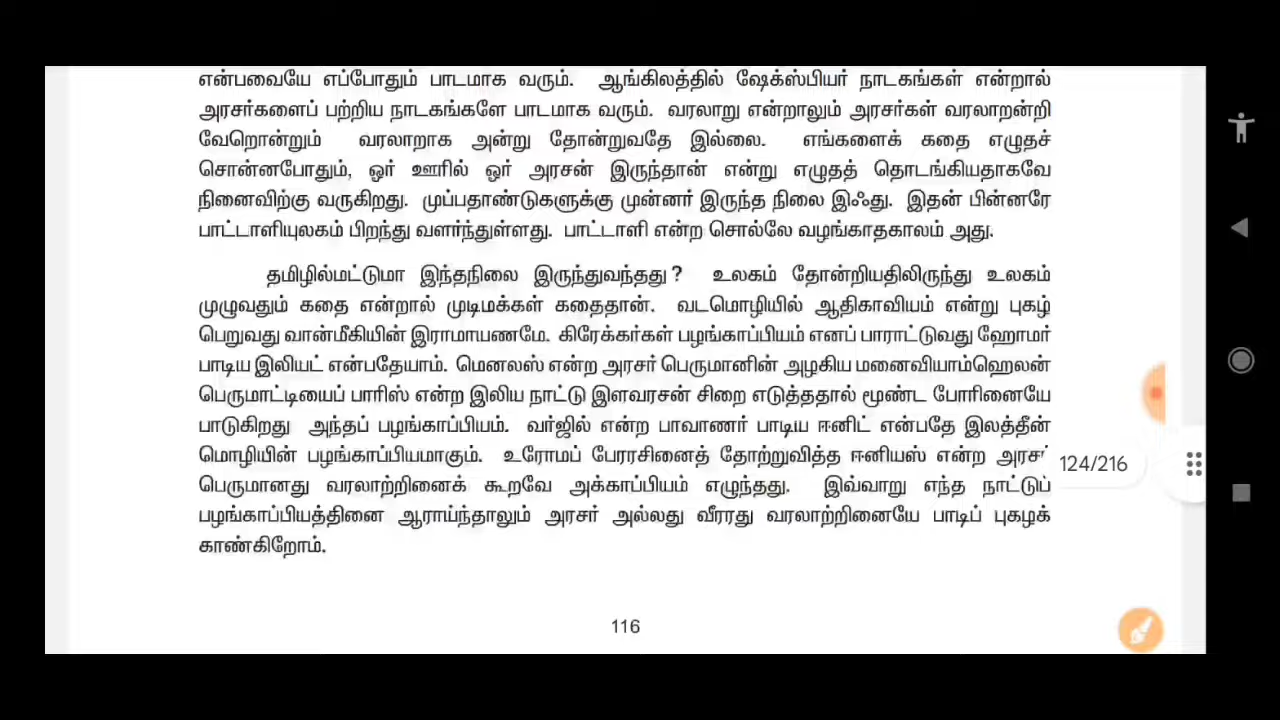 என்பவையே எப்போதும் பாடமாக வரும். ஆங்கிலத்தில் ஷேக்ஸ்பியர் நாடகங்கள் என்றால்
அரசர்களைப் பற்றிய நாடகங்களே பாடமாக வரும். வரலாறு என்றாலும் அரசர்கள் வரலாறன்றி
வேறொன்றும் வரலாறாக அன்று தோன்றுவதே இல்லை. எங்களைக் கதை எழுதச்
சொன்னபோதும், ஓர் ஊரில் ஓர் அரசன் இருந்தான் என்று எழுதத் தொடங்கியதாகவே
நினைவிற்கு வருகிறது. முப்பதாண்டுகளுக்கு முன்னர் இருந்த நிலை இஃது. இதன் பின்னரே
பாட்டாளியுலகம் பிறந்து வளர்ந்துள்ளது. பாட்டாளி என்ற சொல்லே வழங்காதகாலம் அது.
தமிழில்மட்டுமா இந்தநிலை இருந்துவந்தது? உலகம் தோன்றியதிலிருந்து உலகம்
முழுவதும் கதை என்றால் முடிமக்கள் கதைதான். வடமொழியில் ஆதிகாவியம் என்று புகழ்
பெறுவது வான்மீகியின் இராமாயணமே. கிரேக்கர்கள் பழங்காப்பியம் எனப் பாராட்டுவது ஹோமர்
பாடிய இலியட் என்பதேயாம். மெனலஸ் என்ற அரசர் பெருமானின் அழகிய மனைவியாம்ஹெலன்
பெருமாட்டியைப் பாரிஸ் என்ற இலிய நாட்டு இளவரசன் சிறை எடுத்ததால் மூண்ட போரினையே
பாடுகிறது அந்தப் பழங்காப்பியம். வர்ஜில் என்ற பாவாணர் பாடிய ஈனிட் என்பதே இலத்தீன்
மொழியின் பழங்காப்பியமாகும். உரோமப் பேரரசினைத் தோற்றுவித்த ஈனியஸ் என்ற அரசர்
பெருமானது வரலாற்றினைக் கூறவே அக்காப்பியம் எழுந்தது. இவ்வாறு எந்த நாட்டுப்
பழங்காப்பியத்தினை ஆராய்ந்தாலும் அரசர் அல்லது வீரரது வரலாற்றினையே பாடிப் புகழக்
காண்கிறோம்.
124/216
116